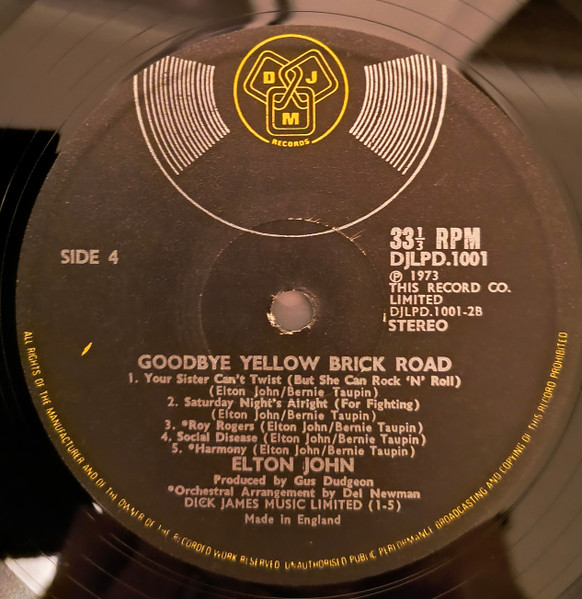 D J M
RECORDS
SIDE 4
33⅓ RPM
DJLPD.1001
Ⓟ 1973
THIS RECORD CO.
LIMITED
DJLPD.1001-2B
STEREO
GOODBYE YELLOW BRICK ROAD
1. Your Sister Can't Twist (But She Can Rock 'N' Roll)
(Elton John/Bernie Taupin)
2. Saturday Night's Alright (For Fighting)
(Elton John/Bernie Taupin)
3. *Roy Rogers (Elton John/Bernie Taupin)
4. Social Disease (Elton John/Bernie Taupin)
5. *Harmony (Elton John/Bernie Taupin)
ELTON JOHN
Produced by Gus Dudgeon
*Orchestral Arrangement by Del Newman
DICK JAMES MUSIC LIMITED (1-5)
Made in England
ALL RIGHTS OF THE MANUFACTURER AND OF THE OWNER OF THE RECORDED WORK RESERVED. UNAUTHORISED PUBLIC PERFORMANCE BROADCASTING AND COPYING OF THIS RECORD PROHIBITED